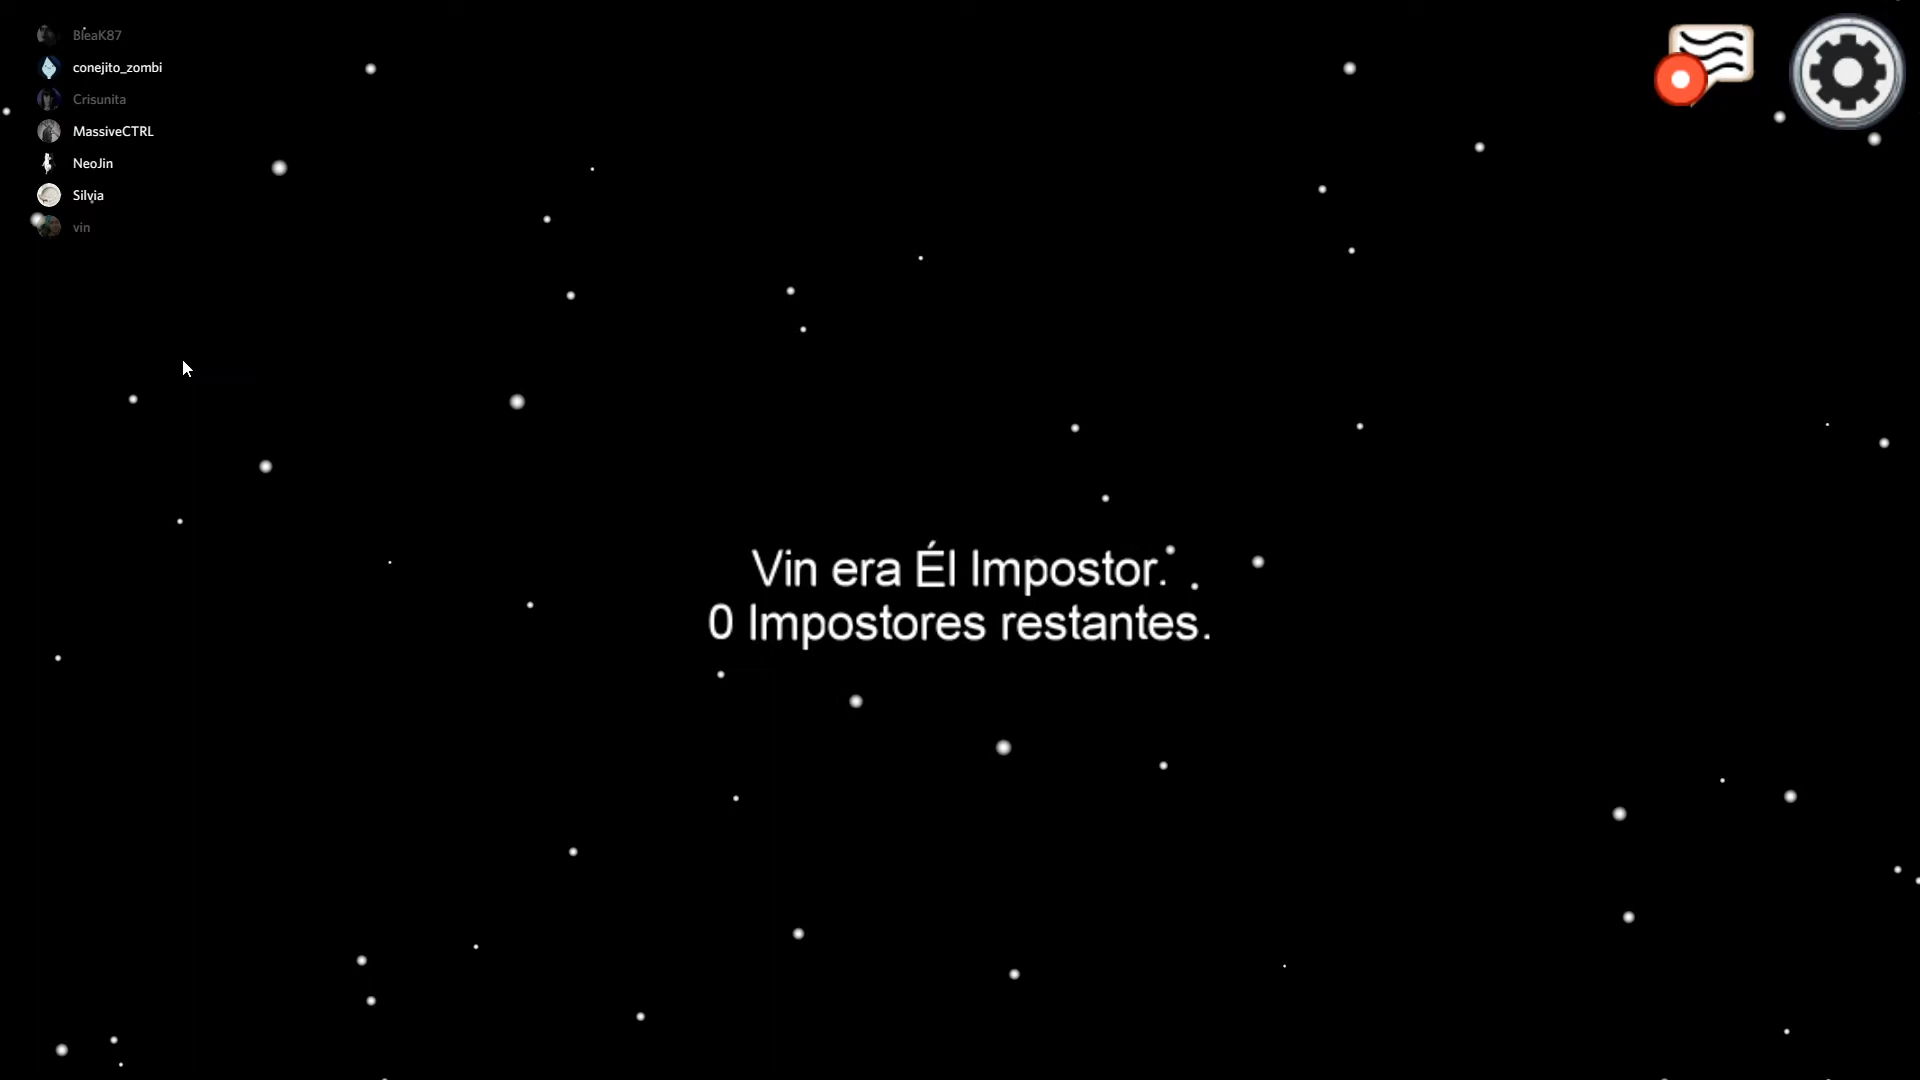 BleaK87
conejito_zombi
Crisunita
MassiveCTRL
NeoJin
Silvia
vin
Vin era Él Impostor.
0 Impostores restantes.